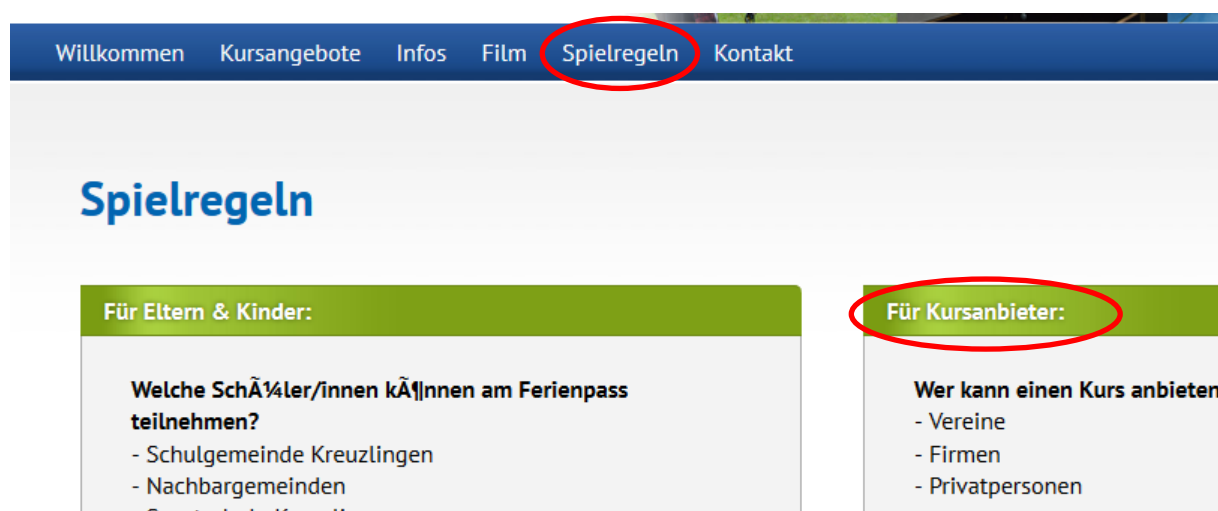 Willkommen Kursangebote Infos Film Spielregeln Kontakt
Spielregeln
Für Eltern & Kinder:
Welche SchÃ¼ler/innen kÃ¶nnen am Ferienpass
teilnehmen?
- Schulgemeinde Kreuzlingen
- Nachbargemeinden
Für Kursanbieter:
Wer kann einen Kurs anbieten
- Vereine
- Firmen
- Privatpersonen